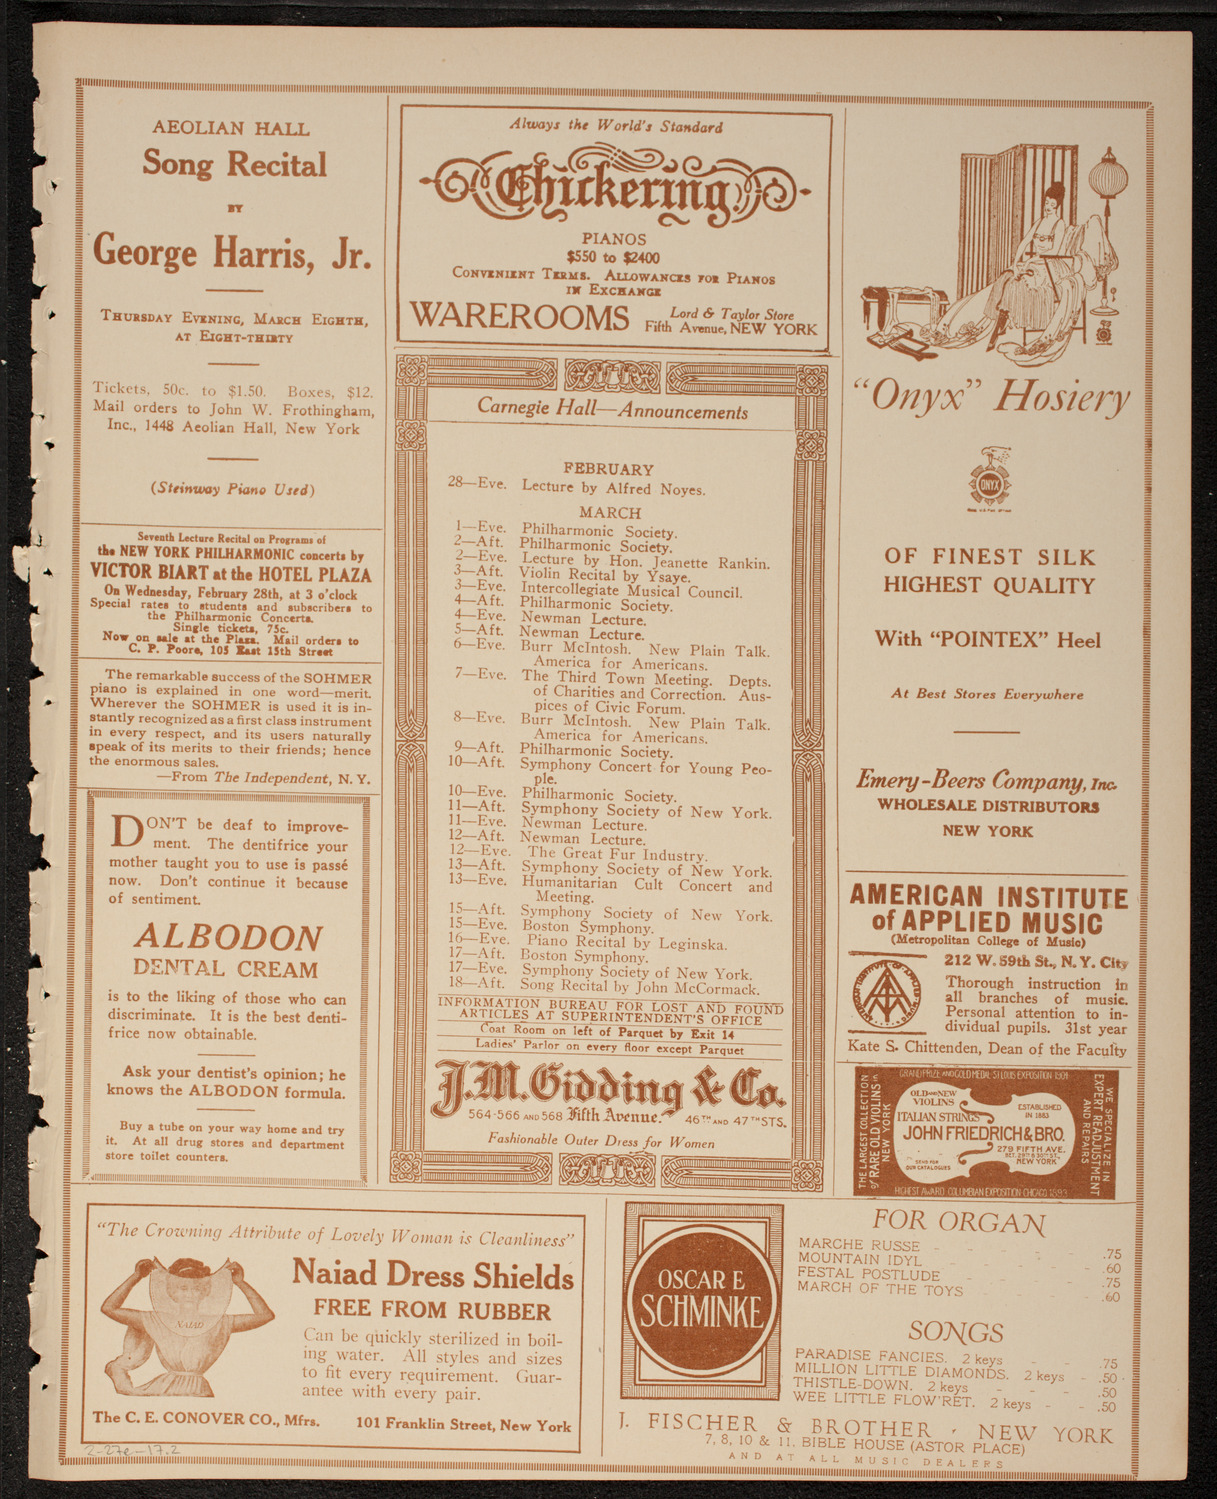 AEOLIAN HALL
Song Recital
BY
George Harris, Jr.
THURSDAY EVENING, MARCH EIGHTH,
AT EIGHT-THIRTY
Tickets, 50c. to $1.50. Boxes, $12.
Mail orders to John W. Frothingham,
Inc., 1448 Aeolian Hall, New York
(Steinway Piano Used)
Seventh Lecture Recital on Programs of
the NEW YORK PHILHARMONIC concerts by
VICTOR BIART at the HOTEL PLAZA
On Wednesday, February 28th, at 3 o'clock
Special rates to students and subscribers to
the Philharmonic Concerts.
Single tickets, 75c.
Now on sale at the Plaza. Mail orders to
C. P. Poore, 105 East 15th Street
The remarkable success of the SOHMER
piano is explained in one word—merit.
Wherever the SOHMER is used it is in-
stantly recognized as a first class instrument
in every respect, and its users naturally
speak of its merits to their friends; hence
the enormous sales.
—From The Independent, N. Y.
DON'T be deaf to improve-
ment. The dentifrice your
mother taught you to use is passé
now. Don't continue it because
of sentiment.
ALBODON
DENTAL CREAM
is to the liking of those who can
discriminate. It is the best denti-
frice now obtainable.
Ask your dentist's opinion; he
knows the ALBODON formula.
Buy a tube on your way home and try
it. At all drug stores and department
store toilet counters.
Always the World's Standard
Chickering
PIANOS
$550 to $2400
CONVENIENT TERMS. ALLOWANCES FOR PIANOS
IN EXCHANGE
WAREROOMS Lord & Taylor Store
Fifth Avenue, NEW YORK
Carnegie Hall—Announcements
FEBRUARY
28—Eve. Lecture by Alfred Noyes.
MARCH
1—Eve. Philharmonic Society.
2—Aft. Philharmonic Society.
2—Eve. Lecture by Hon. Jeanette Rankin.
3—Aft. Violin Recital by Ysaye.
3—Eve. Intercollegiate Musical Council.
4—Aft. Philharmonic Society.
4—Eve. Newman Lecture.
5—Aft. Newman Lecture.
6—Eve. Burr McIntosh. New Plain Talk.
America for Americans.
7—Eve. The Third Town Meeting. Depts.
of Charities and Correction. Aus-
pices of Civic Forum.
8—Eve. Burr McIntosh. New Plain Talk.
America for Americans.
9—Aft. Philharmonic Society.
10—Aft. Symphony Concert for Young Peo-
ple.
10—Eve. Philharmonic Society.
11—Aft. Symphony Society of New York.
11—Eve. Newman Lecture.
12—Aft. Newman Lecture.
12—Eve. The Great Fur Industry.
13—Aft. Symphony Society of New York.
13—Eve. Humanitarian Cult Concert and
Meeting.
15—Aft. Symphony Society of New York.
15—Eve. Boston Symphony.
16—Eve. Piano Recital by Leginska.
17—Aft. Boston Symphony.
17—Eve. Symphony Society of New York.
18—Aft. Song Recital by John McCormack.
INFORMATION BUREAU FOR LOST AND FOUND
ARTICLES AT SUPERINTENDENT'S OFFICE
Coat Room on left of Parquet by Exit 14
Ladies' Parlor on every floor except Parquet
J. M. Gidding & Co.
564-566 AND 568 Fifth Avenue. 46TH AND 47TH STS.
Fashionable Outer Dress for Women
"Onyx" Hosiery
ONYX
OF FINEST SILK
HIGHEST QUALITY
With "POINTEX" Heel
At Best Stores Everywhere
Emery-Beers Company, Inc.
WHOLESALE DISTRIBUTORS
NEW YORK
AMERICAN INSTITUTE
of APPLIED MUSIC
(Metropolitan College of Music)
212 W. 59th St., N. Y. City
Thorough instruction in
all branches of music.
Personal attention to in-
dividual pupils. 31st year
Kate S. Chittenden, Dean of the Faculty
GRAND PRIZE AND GOLD MEDAL ST LOUIS EXPOSITION 1904
THE LARGEST COLLECTION
of RARE OLD VIOLINS in
NEW YORK
OLD AND NEW
VIOLINS
ITALIAN STRINGS
ESTABLISHED
IN 1883
JOHN FRIEDRICH & BRO.
279 FIFTH AVE.
BET. 29TH & 30TH ST.,
NEW YORK
SEND FOR
OUR CATALOGUES
WE SPECIALIZE IN
EXPERT READJUSTMENT
AND REPAIRS
HIGHEST AWARD COLUMBIAN EXPOSITION CHICAGO 1893
"The Crowning Attribute of Lovely Woman is Cleanliness"
NAIAD
Naiad Dress Shields
FREE FROM RUBBER
Can be quickly sterilized in boil-
ing water. All styles and sizes
to fit every requirement. Guar-
antee with every pair.
The C. E. CONOVER CO., Mfrs. 101 Franklin Street, New York
2-27e-17.2
OSCAR E
SCHMINKE
FOR ORGAN
MARCHE RUSSE - - - - .75
MOUNTAIN IDYL - - - - .60
FESTAL POSTLUDE - - - - .75
MARCH OF THE TOYS - - - - .60
SONGS
PARADISE FANCIES. 2 keys - - .75
MILLION LITTLE DIAMONDS. 2 keys - .50
THISTLE-DOWN. 2 keys - - - .50
WEE LITTLE FLOW'RET. 2 keys - - .50
J. FISCHER & BROTHER, NEW YORK
7, 8, 10 & 11, BIBLE HOUSE (ASTOR PLACE)
AND AT ALL MUSIC DEALERS